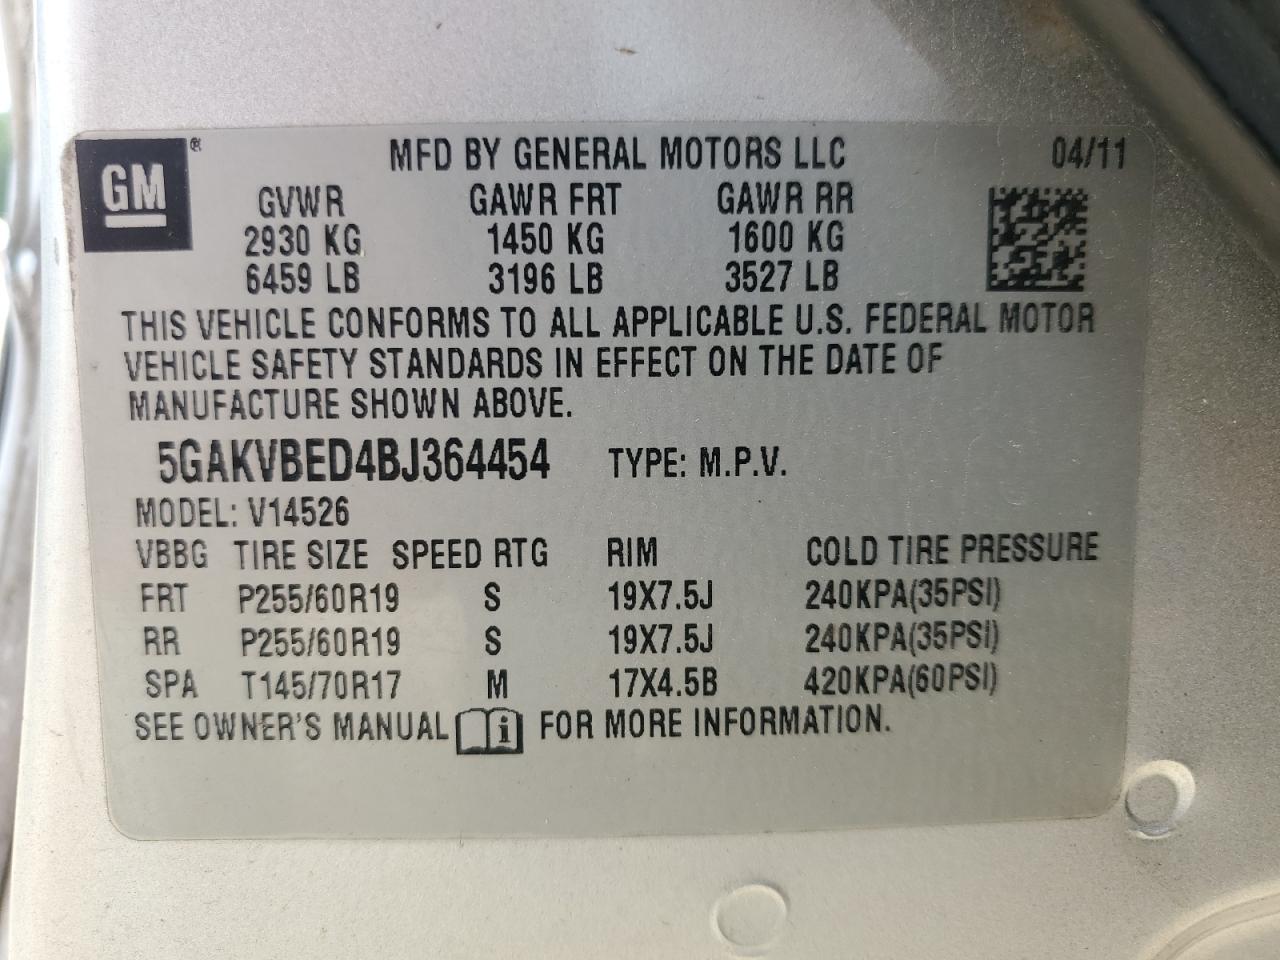 GM® MFD BY GENERAL MOTORS LLC 04/11
GVWR GAWR FRT GAWR RR
2930 KG 1450 KG 1600 KG
6459 LB 3196 LB 3527 LB
THIS VEHICLE CONFORMS TO ALL APPLICABLE U.S. FEDERAL MOTOR
VEHICLE SAFETY STANDARDS IN EFFECT ON THE DATE OF
MANUFACTURE SHOWN ABOVE.
5GAKVBED4BJ364454 TYPE: M.P.V.
MODEL: V14526
VBBG TIRE SIZE SPEED RTG RIM COLD TIRE PRESSURE
FRT P255/60R19 S 19X7.5J 240KPA(35PSI)
RR P255/60R19 S 19X7.5J 240KPA(35PSI)
SPA T145/70R17 M 17X4.5B 420KPA(60PSI)
SEE OWNER'S MANUAL i FOR MORE INFORMATION.